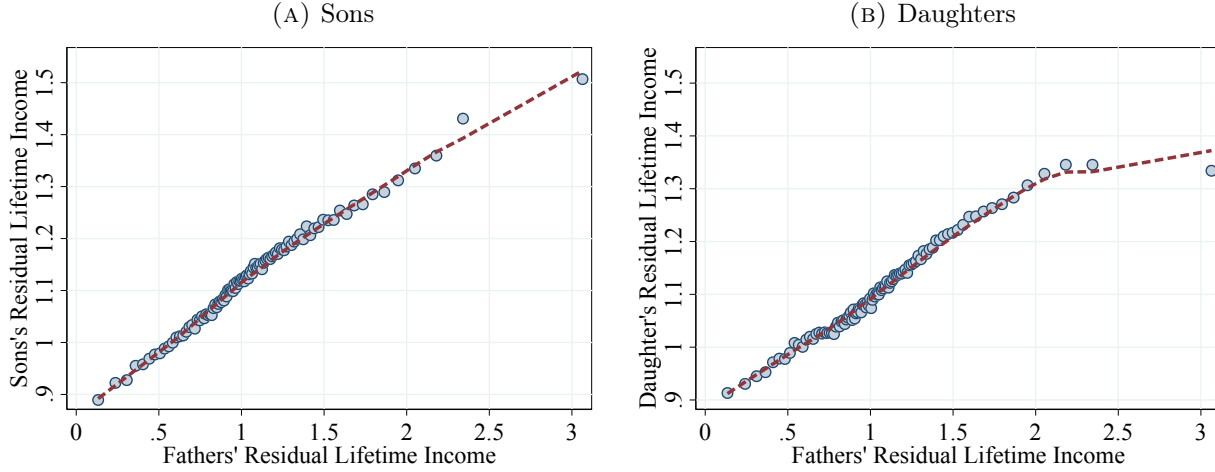 (A) Sons
Sons's Residual Lifetime Income
1.5
1.4
1.3
1.2
1.1
1
.9
0 .5 1 1.5 2 2.5 3
Fathers' Residual Lifetime Income
(B) Daughters
Daughter's Residual Lifetime Income
1.5
1.4
1.3
1.2
1.1
1
.9
0 .5 1 1.5 2 2.5 3
Fathers' Residual Lifetime Income